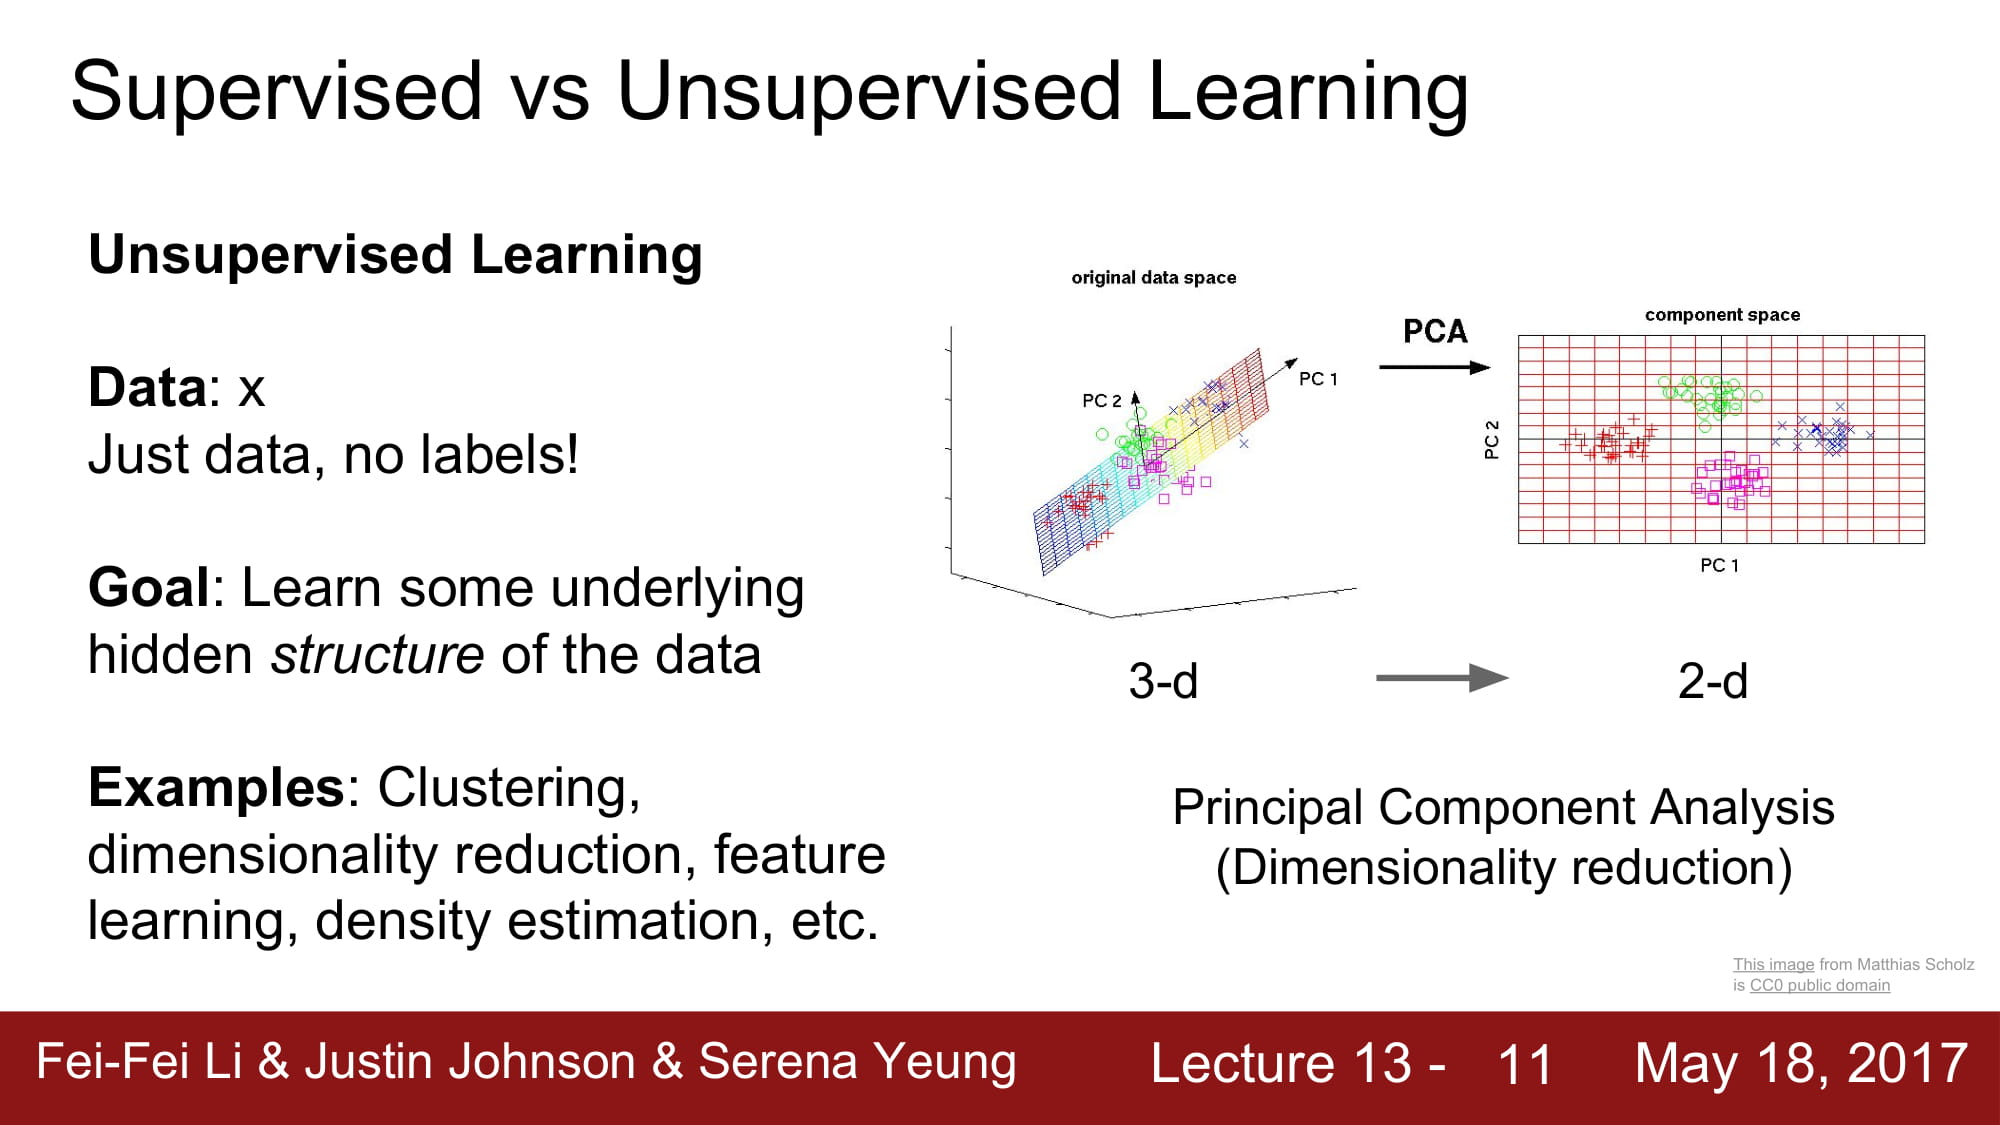 Supervised vs Unsupervised Learning
Unsupervised Learning
Data: x
Just data, no labels!
Goal: Learn some underlying
hidden structure of the data
Examples: Clustering,
dimensionality reduction, feature
learning, density estimation, etc.
original data space
PC 1
PC 2
PCA
component space
PC 2
PC 1
3-d
2-d
Principal Component Analysis
(Dimensionality reduction)
This image from Matthias Scholz
is CC0 public domain
Fei-Fei Li & Justin Johnson & Serena Yeung
Lecture 13 - 11
May 18, 2017